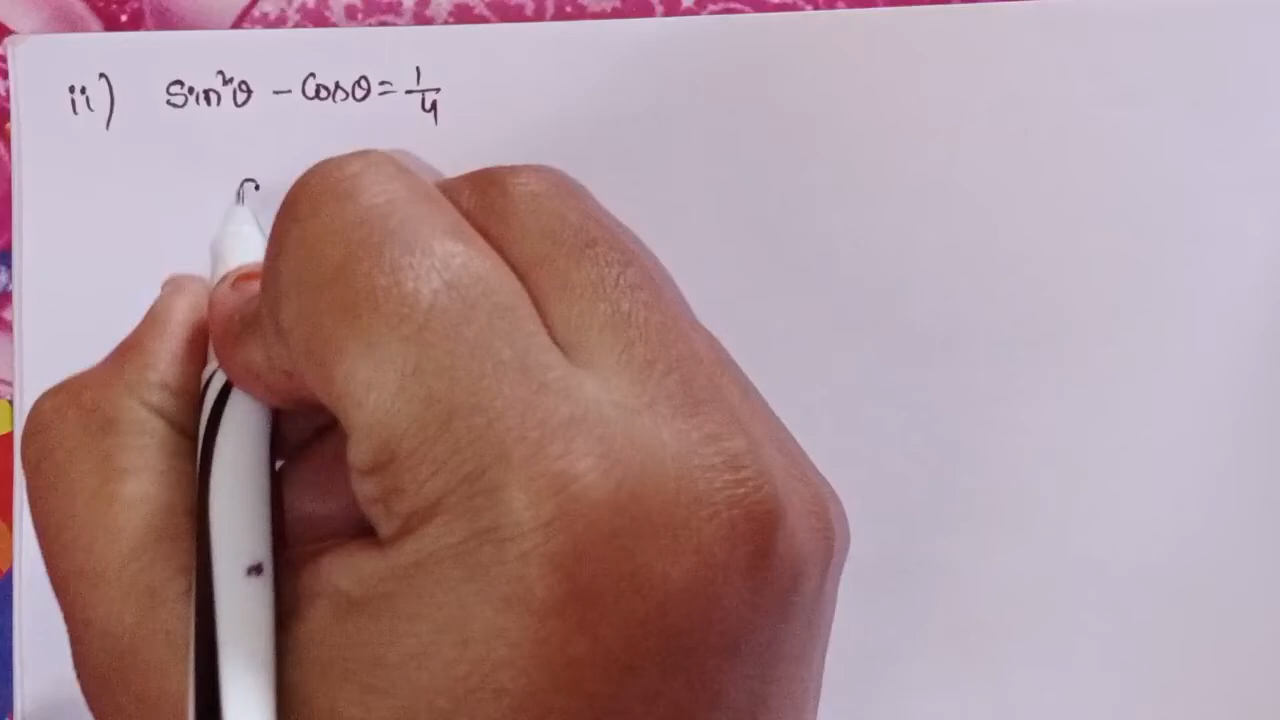 ii) Sin²θ - Cosθ = 1/4